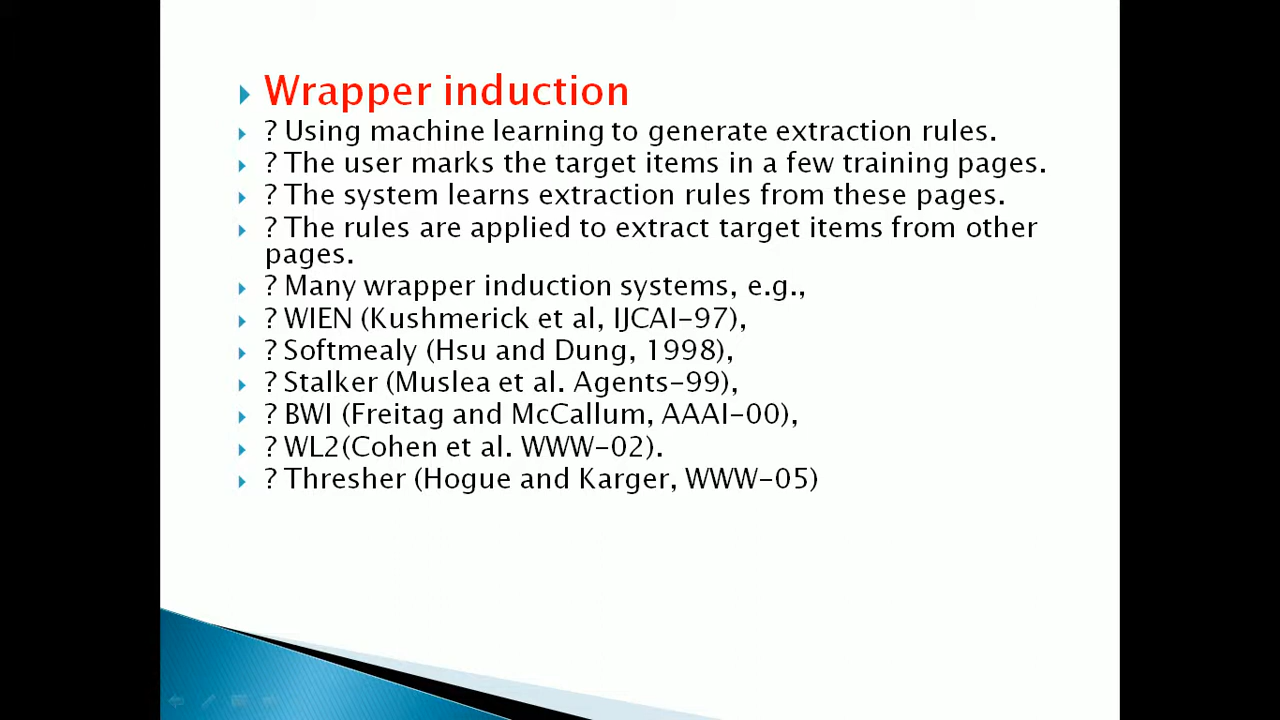 Wrapper induction
? Using machine learning to generate extraction rules.
? The user marks the target items in a few training pages.
? The system learns extraction rules from these pages.
? The rules are applied to extract target items from other
pages.
? Many wrapper induction systems, e.g.,
? WIEN (Kushmerick et al, IJCAI-97),
? Softmealy (Hsu and Dung, 1998),
? Stalker (Muslea et al. Agents-99),
? BWI (Freitag and McCallum, AAAI-00),
? WL2(Cohen et al. WWW-02).
? Thresher (Hogue and Karger, WWW-05)